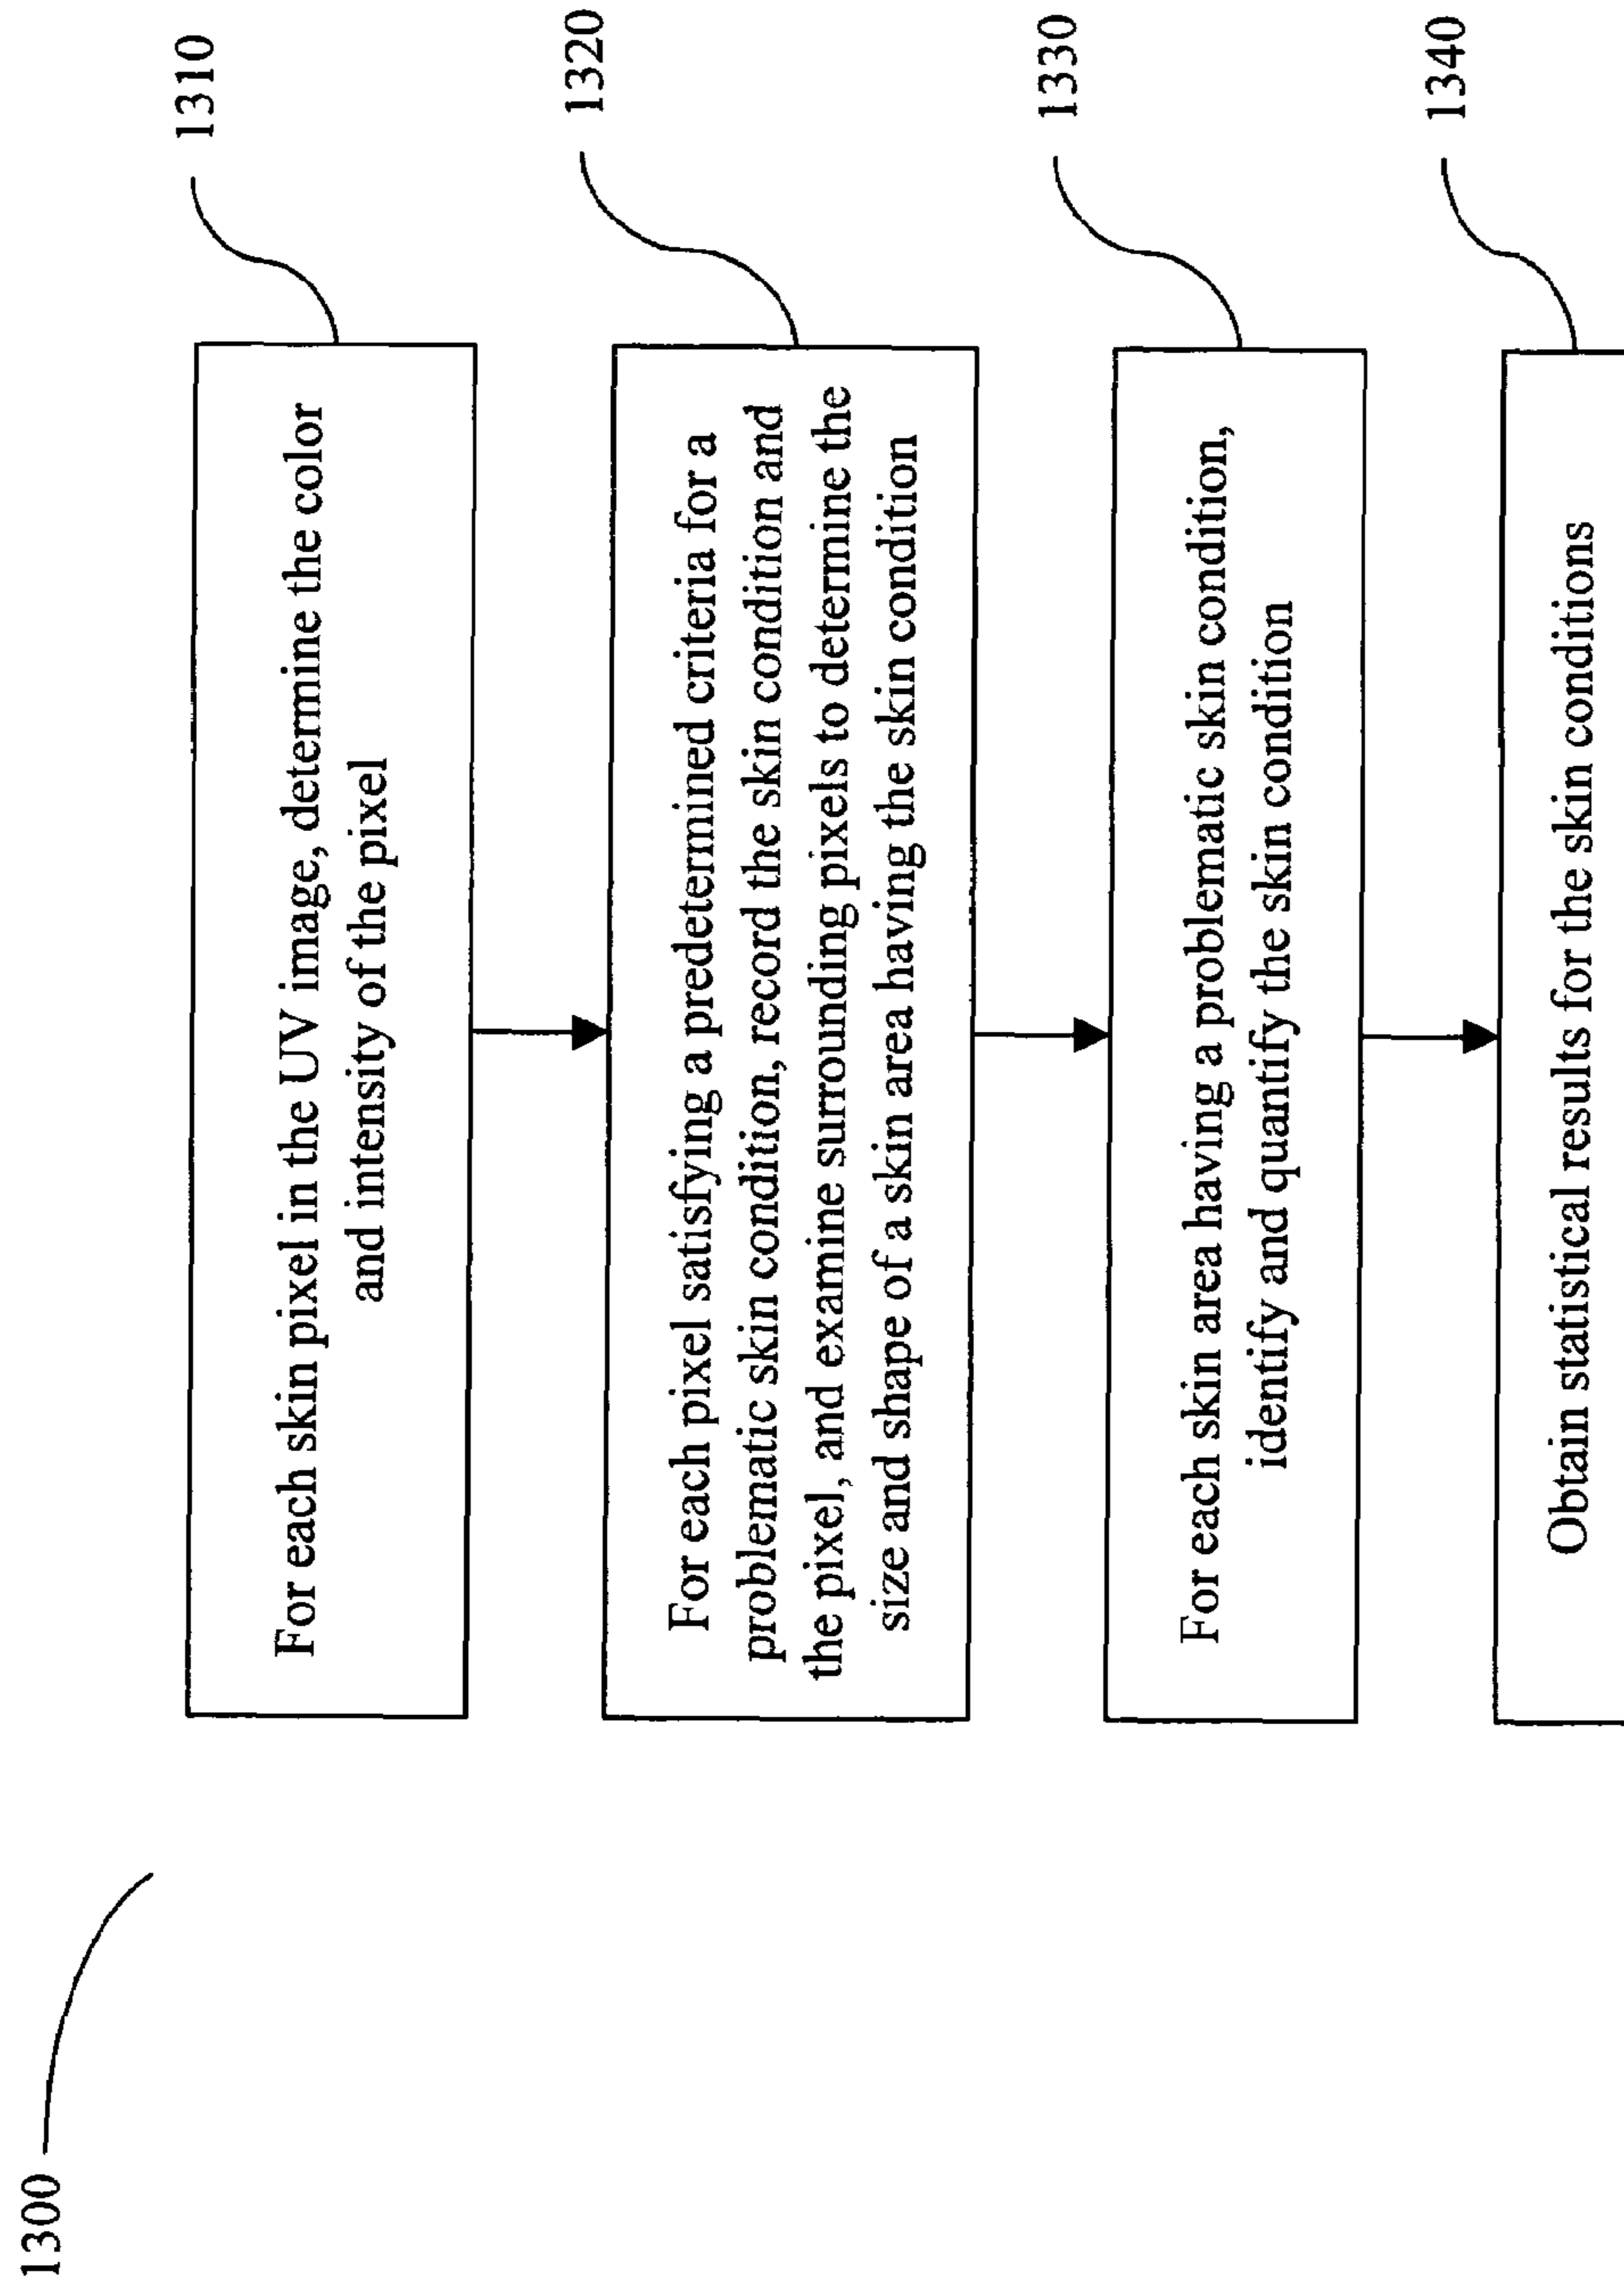 1300
1310
For each skin pixel in the UV image, determine the color
and intensity of the pixel
1320
For each pixel satisfying a predetermined criteria for a
problematic skin condition, record the skin condition and
the pixel, and examine surrounding pixels to determine the
size and shape of a skin area having the skin condition
1330
For each skin area having a problematic skin condition,
identify and quantify the skin condition
1340
Obtain statistical results for the skin conditions